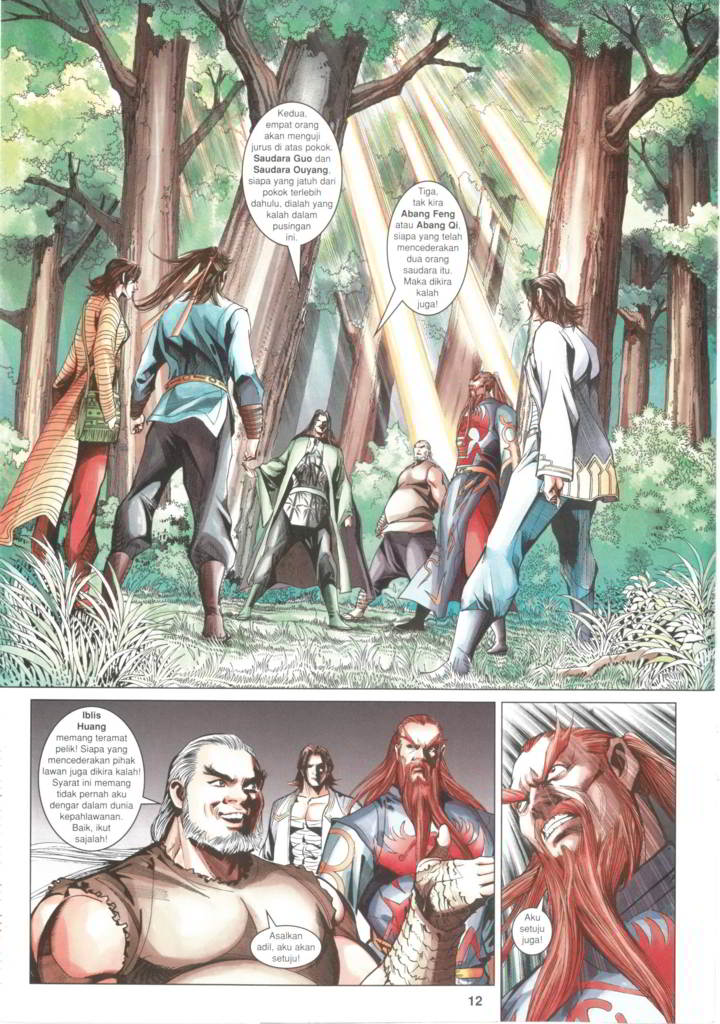 Kedua,
empat orang
akan menguji
jurus di atas pokok.
Saudara Guo dan
Saudara Ouyang,
siapa yang jatuh dari
pokok terlebih
dahulu, dialah yang
kalah dalam
pusingan
ini.
Tiga,
tak kira
Abang Feng
atau Abang Qi,
siapa yang telah
mencederakan
dua orang
saudara itu.
Maka dikira
kalah
juga!
Iblis
Huang
memang teramat
pelik! Siapa yang
mencederakan pihak
lawan juga dikira kalah!
Syarat ini memang
tidak pernah aku
dengar dalam dunia
kepahlawanan.
Baik, ikut
sajalah!
Asalkan
adil, aku akan
setuju!
Aku
setuju
juga!
12